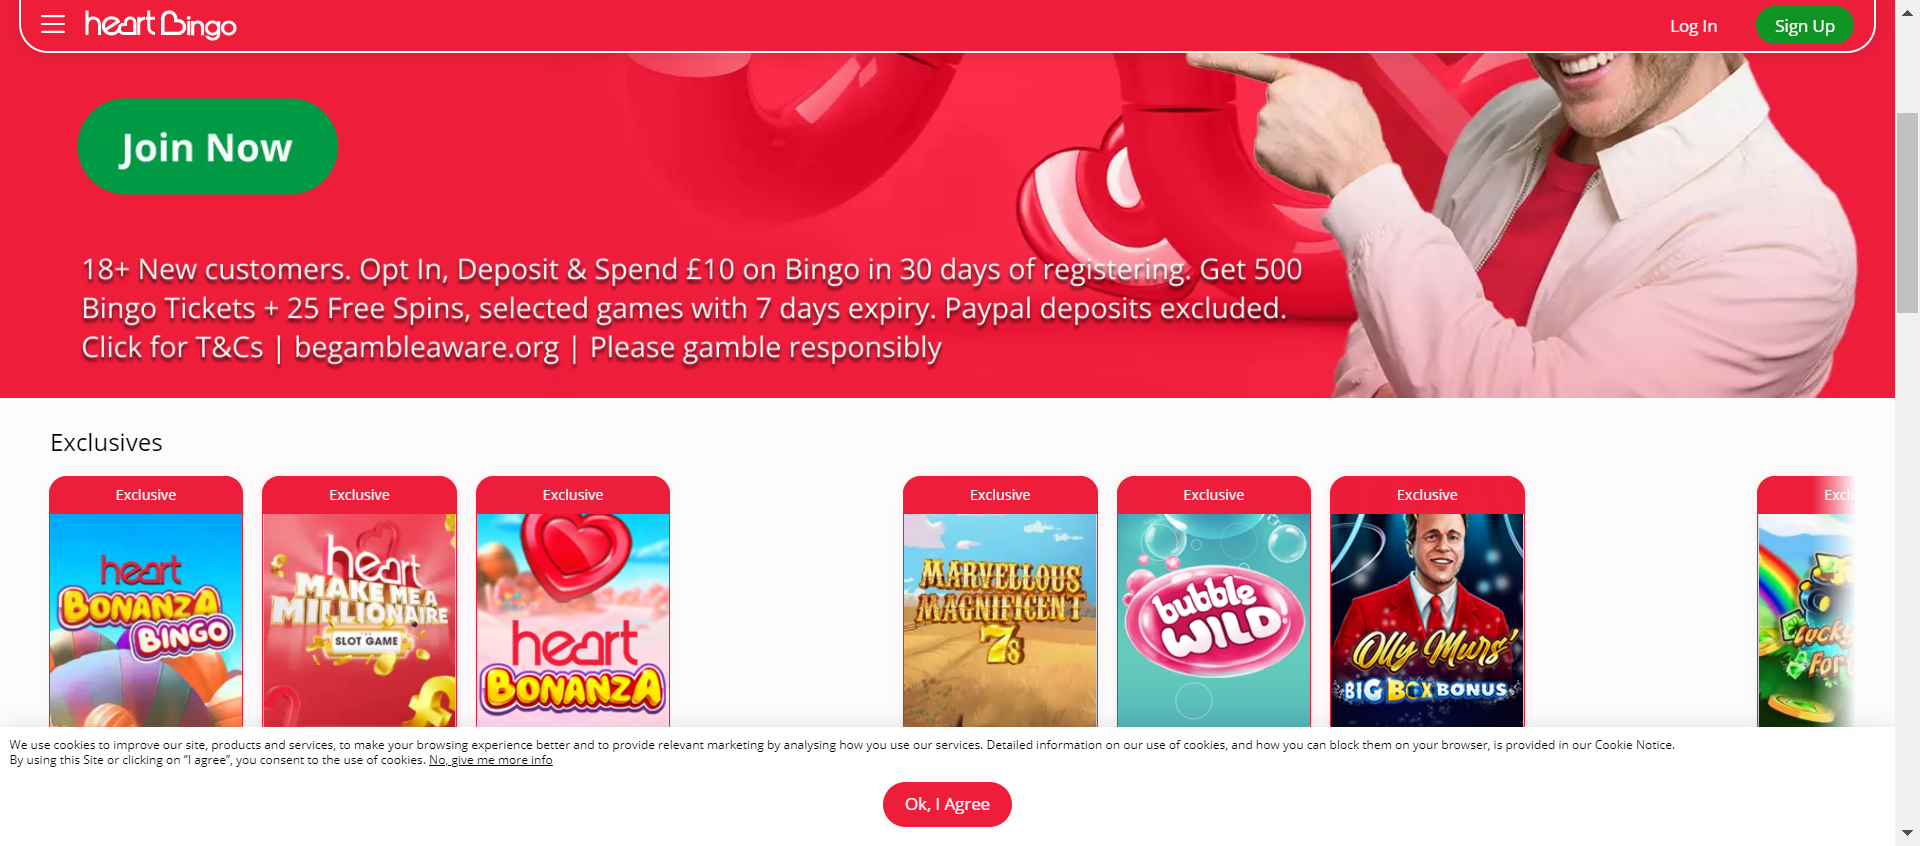 heart Bingo
Log In
Sign Up
Join Now
18+ New customers. Opt In, Deposit & Spend £10 on Bingo in 30 days of registering. Get 500
Bingo Tickets + 25 Free Spins, selected games with 7 days expiry. Paypal deposits excluded.
Click for T&Cs | begambleaware.org | Please gamble responsibly
Exclusives
Exclusive
Exclusive
Exclusive
Exclusive
Exclusive
Exclusive
heart
BONANZA
BINGO
heart
MAKE ME A
MILLIONAIRE
THE
SLOT GAME
heart
BONANZA
MARVELLOUS
MAGNIFICENT
7s
bubble
WILD!
Olly Murs'
BIG BOX BONUS
Lucky
We use cookies to improve our site, products and services, to make your browsing experience better and to provide relevant marketing by analysing how you use our services. Detailed information on our use of cookies, and how you can block them on your browser, is provided in our Cookie Notice.
By using this Site or clicking on “I agree”, you consent to the use of cookies. No, give me more info
Ok, I Agree